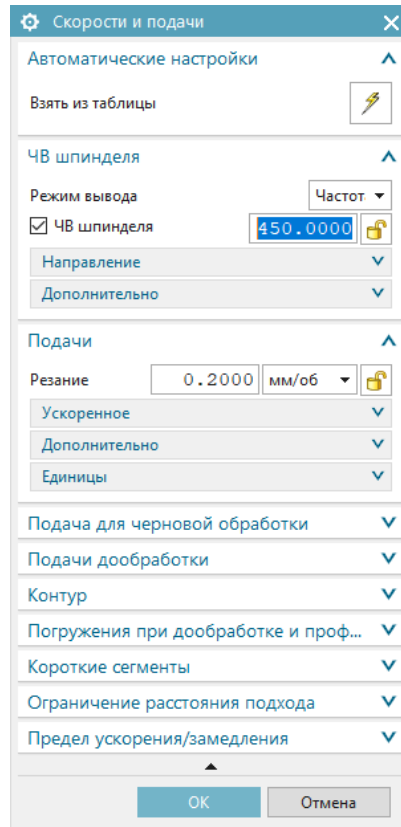 Скорости и подачи
Автоматические настройки
Взять из таблицы
ЧВ шпинделя
Режим вывода Частот
ЧВ шпинделя 450.0000
Направление
Дополнительно
Подачи
Резание 0.2000 мм/об
Ускоренное
Дополнительно
Единицы
Подача для черновой обработки
Подачи дообработки
Контур
Погружения при дообработке и проф...
Короткие сегменты
Ограничение расстояния подхода
Предел ускорения/замедления
ОК Отмена